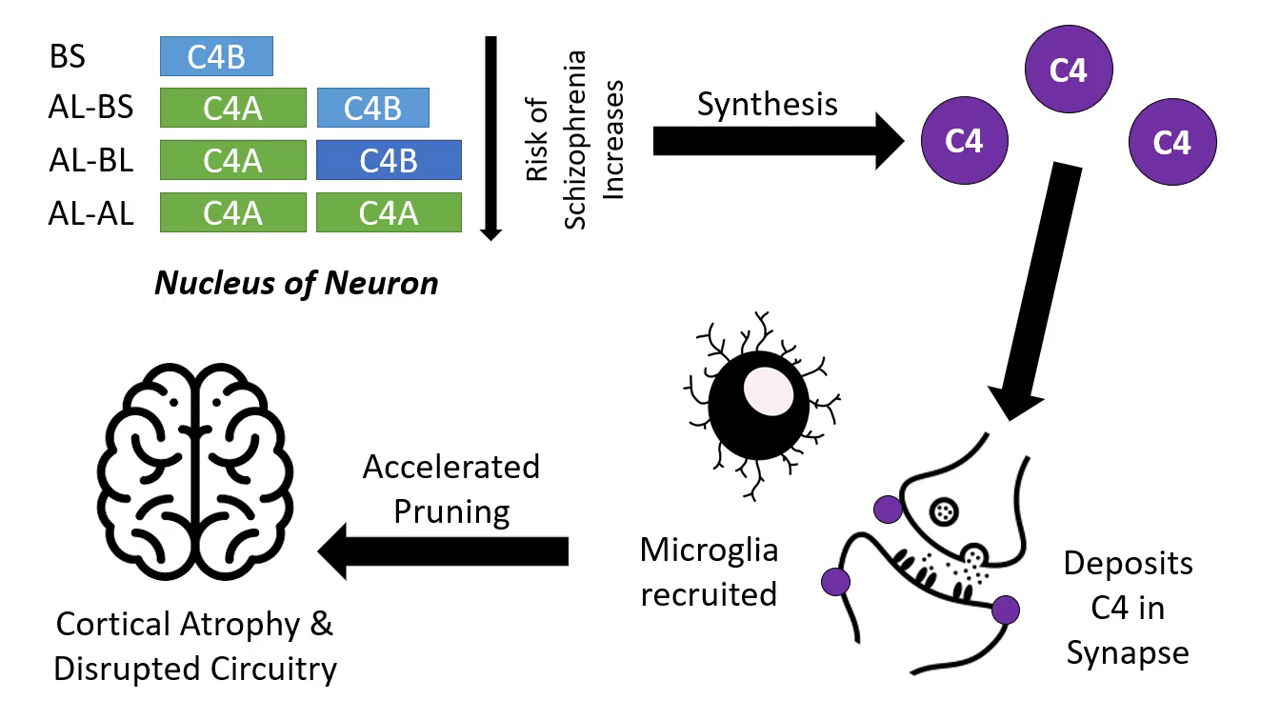 BS C4B
AL-BS C4A C4B
AL-BL C4A C4B
AL-AL C4A C4A
Nucleus of Neuron
Risk of
Schizophrenia
Increases
Synthesis
C4
C4
C4
Deposits
C4 in
Synapse
Microglia
recruited
Accelerated
Pruning
Cortical Atrophy &
Disrupted Circuitry